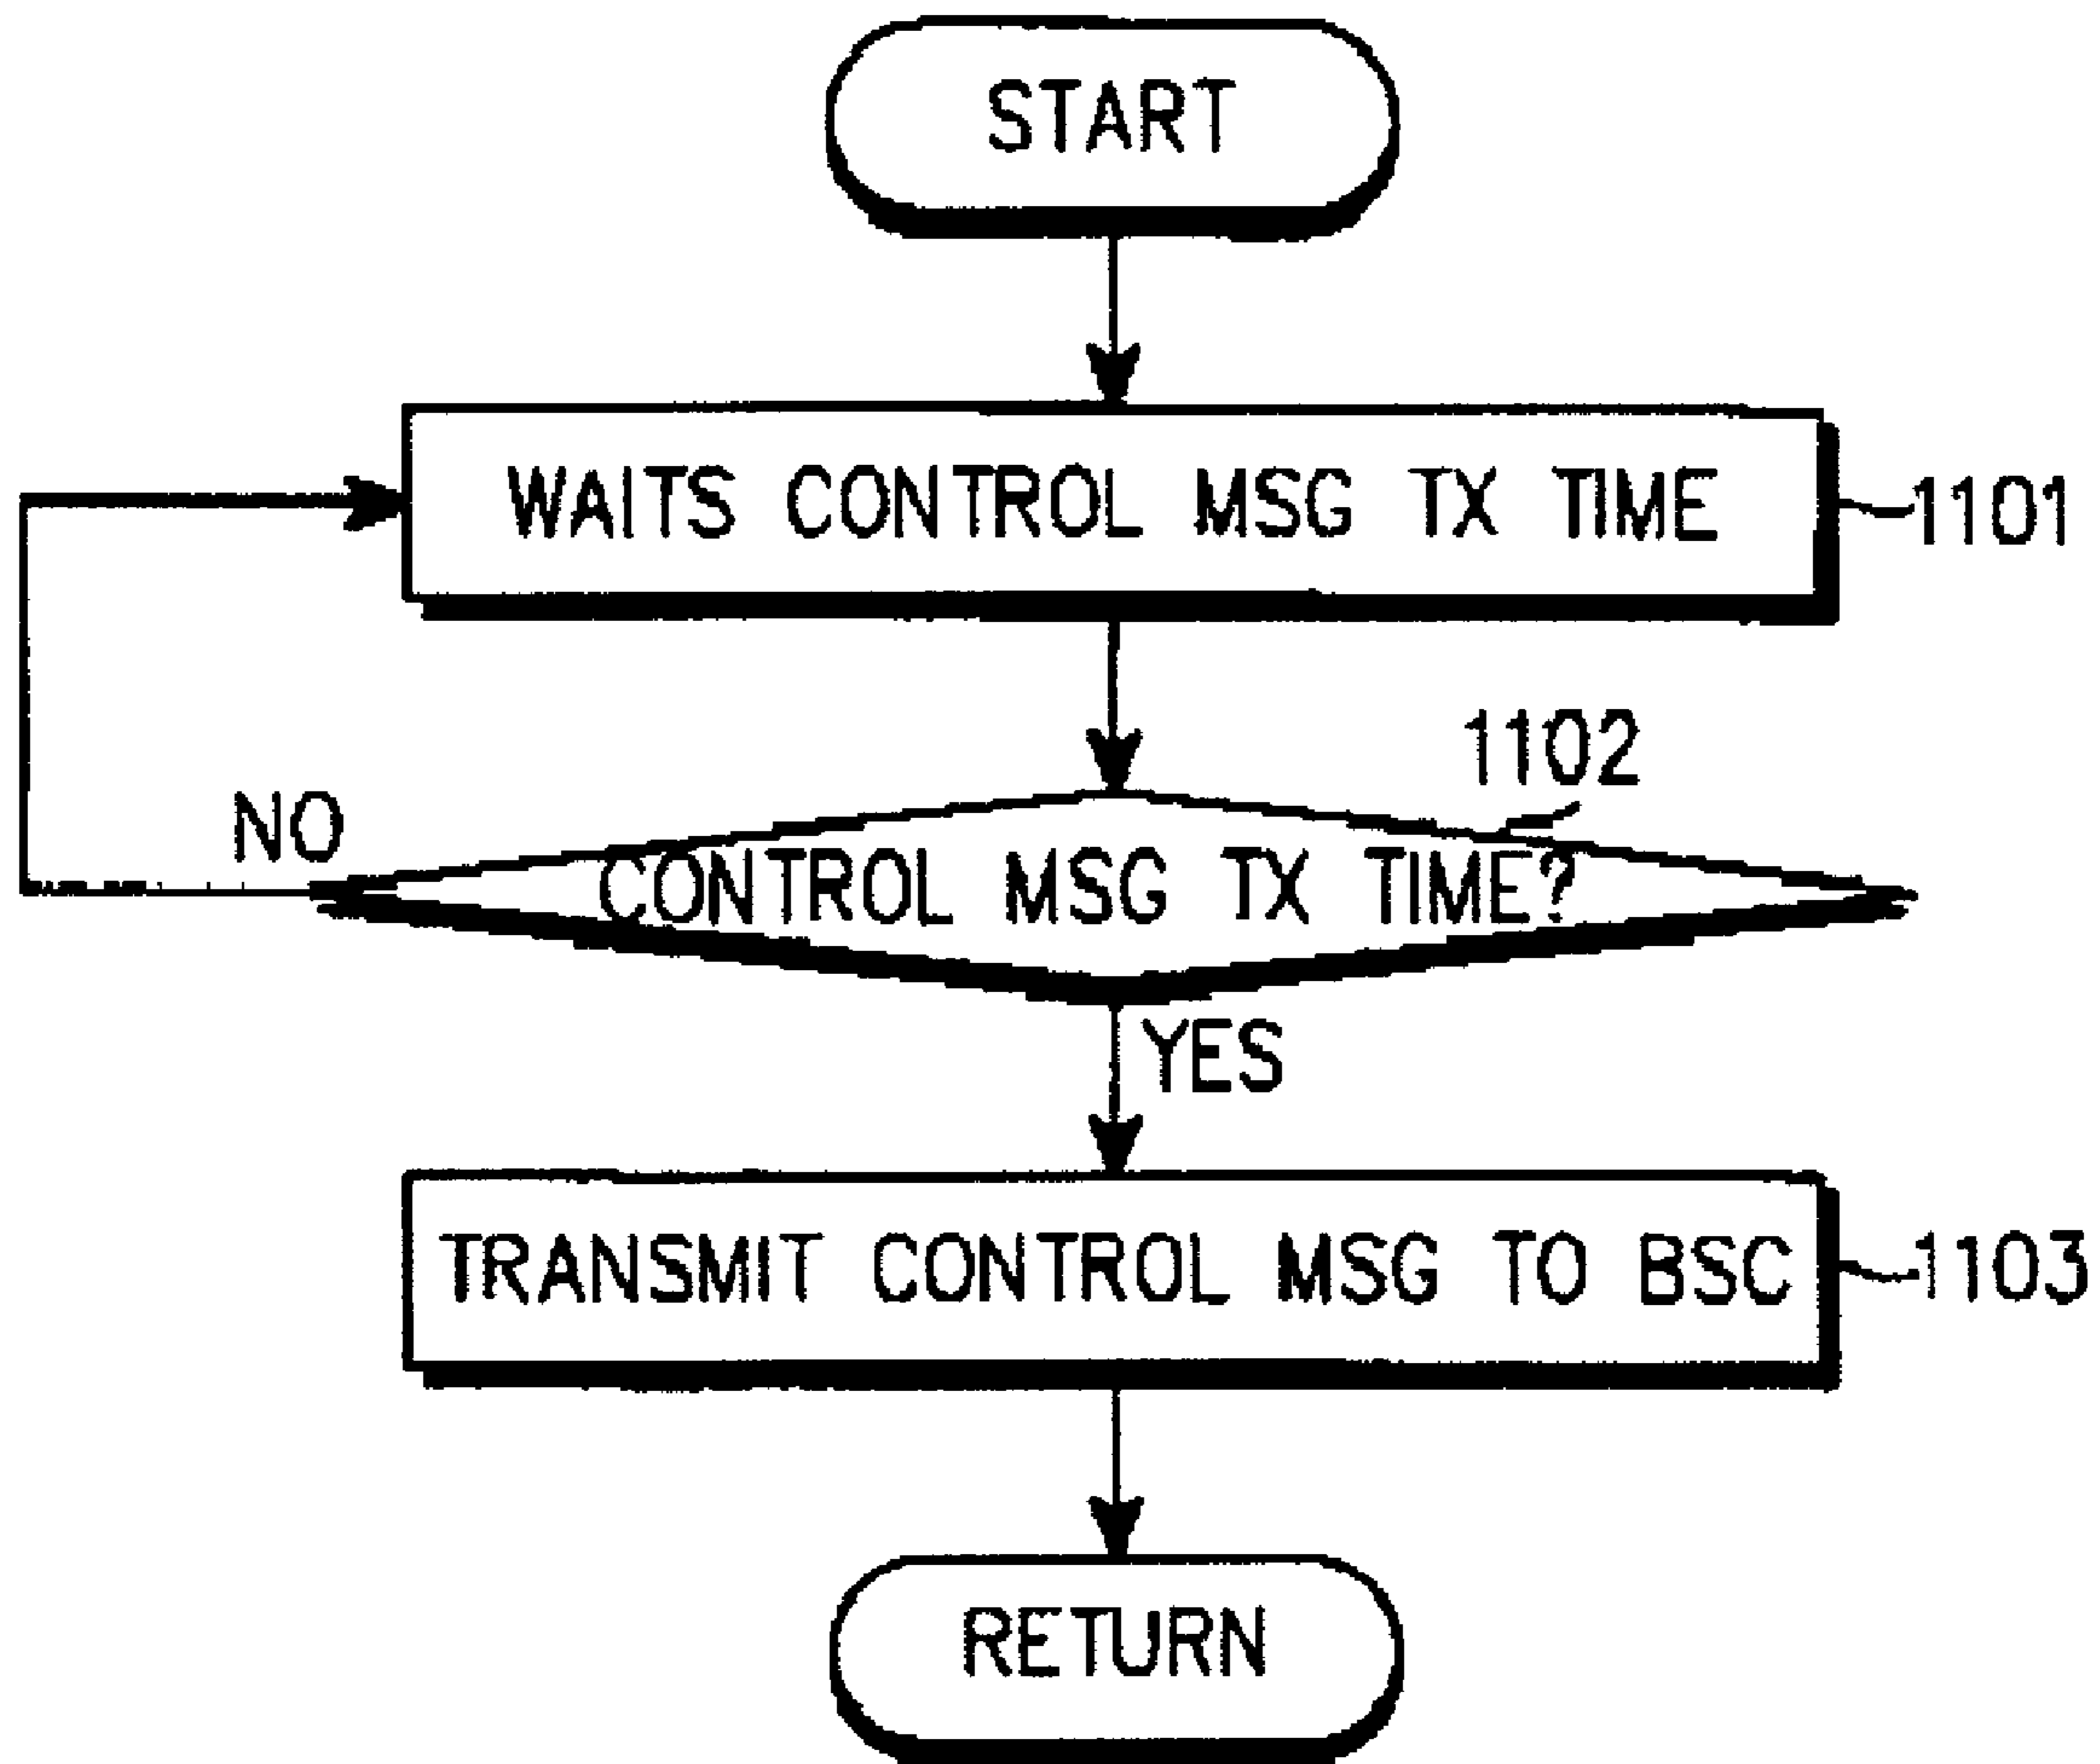 START
WAITS CONTROL MSG TX TIME
1101
1102
NO
CONTROL MSG TX TIME?
YES
TRANSMIT CONTROL MSG TO BSC
1103
RETURN